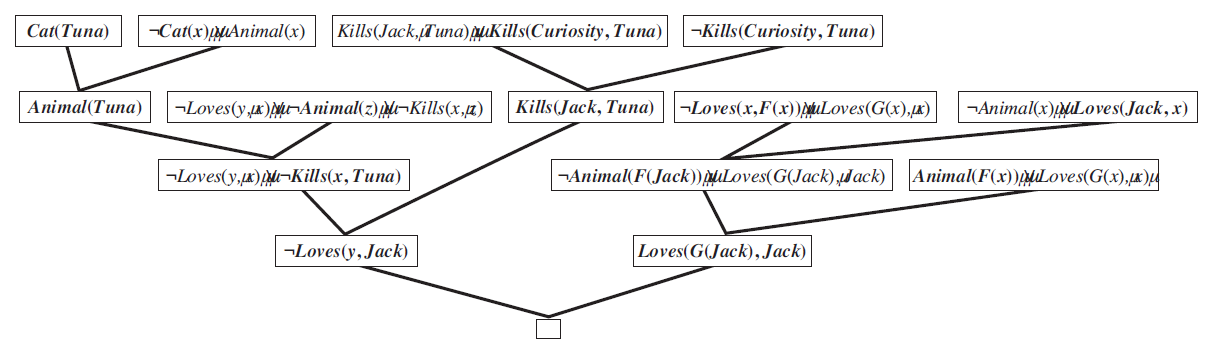 Cat(Tuna) ¬Cat(x) Animal(x) Kills(Jack, Tuna) Kills(Curiosity, Tuna) ¬Kills(Curiosity, Tuna)
Animal(Tuna) ¬Loves(y, x) ¬Animal(z) ¬Kills(x, z) Kills(Jack, Tuna) ¬Loves(x, F(x)) Loves(G(x), x) ¬Animal(x) Loves(Jack, x)
¬Loves(y, x) ¬Kills(x, Tuna) ¬Animal(F(Jack)) Loves(G(Jack), Jack) Animal(F(x)) Loves(G(x), x)
¬Loves(y, Jack) Loves(G(Jack), Jack)